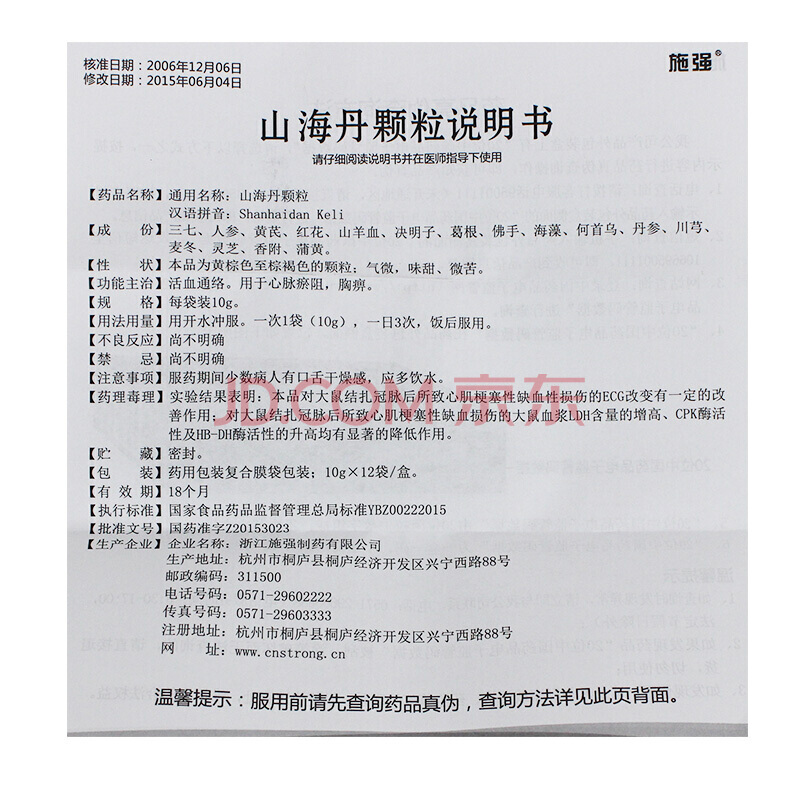 核准日期：2006年12月06日
修改日期：2015年06月04日
施强®
山海丹颗粒说明书
请仔细阅读说明书并在医师指导下使用
【药品名称】通用名称：山海丹颗粒
汉语拼音：Shanhaidan Keli
【成　　份】三七、人参、黄芪、红花、山羊血、决明子、葛根、佛手、海藻、何首乌、丹参、川芎、
麦冬、灵芝、香附、蒲黄。
【性　　状】本品为黄棕色至棕褐色的颗粒；气微，味甜、微苦。
【功能主治】活血通络。用于心脉瘀阻，胸痹。
【规　　格】每袋装10g。
【用法用量】用开水冲服。一次1袋（10g），一日3次，饭后服用。
【不良反应】尚不明确
【禁　　忌】尚不明确
【注意事项】服药期间少数病人有口舌干燥感，应多饮水。
【药理毒理】实验结果表明：本品对大鼠结扎冠脉后所致心肌梗塞性缺血性损伤的ECG改变有一定的改
善作用；对大鼠结扎冠脉后所致心肌梗塞性缺血损伤的大鼠血浆LDH含量的增高、CPK酶活
性及HB-DH酶活性的升高均有显著的降低作用。
【贮　　藏】密封。
【包　　装】药用包装复合膜袋包装；10g×12袋/盒。
【有 效 期】18个月
【执行标准】国家食品药品监督管理总局标准YBZ00222015
【批准文号】国药准字Z20153023
【生产企业】企业名称：浙江施强制药有限公司
生产地址：杭州市桐庐县桐庐经济开发区兴宁西路88号
邮政编码：311500
电话号码：0571-29602222
传真号码：0571-29603333
注册地址：杭州市桐庐县桐庐经济开发区兴宁西路88号
网　　址：www.cnstrong.cn
温馨提示：服用前请先查询药品真伪，查询方法详见此页背面。
JD.COM 京东